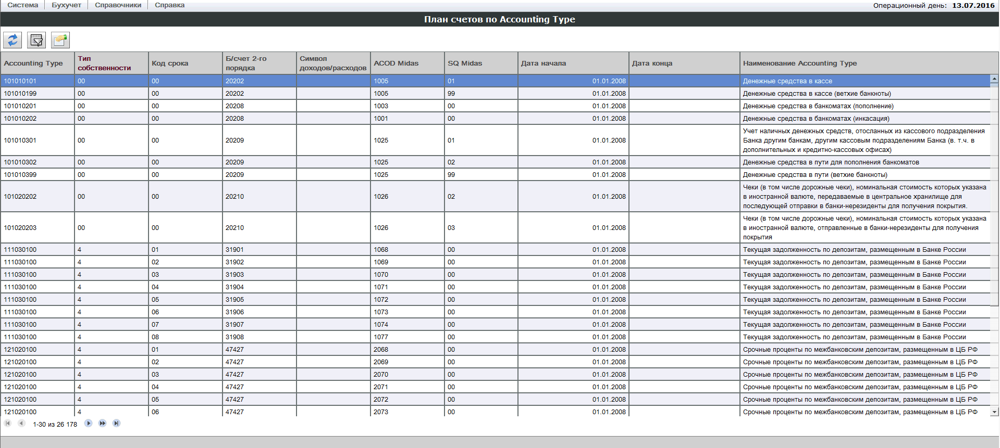 Система Бухучет Справочники Справка Операционный день: 13.07.2016
План счетов по Accounting Type
Accounting Type Тип собственности Код срока Б/счет 2-го порядка Символ доходов/расходов ACOD Midas SQ Midas Дата начала Дата конца Наименование Accounting Type
101010101 00 00 20202 1005 01 01.01.2008 Денежные средства в кассе
101010199 00 00 20202 1005 99 01.01.2008 Денежные средства в кассе (ветхие банкноты)
101010201 00 00 20208 1003 00 01.01.2008 Денежные средства в банкоматах (пополнение)
101010202 00 00 20208 1001 00 01.01.2008 Денежные средства в банкоматах (инкасация)
101010301 00 00 20209 1025 01 01.01.2008 Учет наличных денежных средств, отосланных из кассового подразделения
Банка другим банкам, другим кассовым подразделениям Банка (в. т.ч. в
дополнительных и кредитно-кассовых офисах)
101010302 00 00 20209 1025 02 01.01.2008 Денежные средства в пути для пополнения банкоматов
101010399 00 00 20209 1025 99 01.01.2008 Денежные средства в пути (ветхие банкноты)
101020202 00 00 20210 1026 02 01.01.2008 Чеки (в том числе дорожные чеки), номинальная стоимость которых указана
в иностранной валюте, передаваемые в центральное хранилище для
последующей отправки в банки-нерезиденты для получения покрытия.
101020203 00 00 20210 1026 03 01.01.2008 Чеки (в том числе дорожные чеки), номинальная стоимость которых указана
в иностранной валюте, отправленные в банки-нерезиденты для получения
покрытия
111030100 4 01 31901 1068 00 01.01.2008 Текущая задолженность по депозитам, размещенным в Банке России
111030100 4 02 31902 1069 00 01.01.2008 Текущая задолженность по депозитам, размещенным в Банке России
111030100 4 03 31903 1070 00 01.01.2008 Текущая задолженность по депозитам, размещенным в Банке России
111030100 4 04 31904 1071 00 01.01.2008 Текущая задолженность по депозитам, размещенным в Банке России
111030100 4 05 31905 1072 00 01.01.2008 Текущая задолженность по депозитам, размещенным в Банке России
111030100 4 06 31906 1073 00 01.01.2008 Текущая задолженность по депозитам, размещенным в Банке России
111030100 4 07 31907 1074 00 01.01.2008 Текущая задолженность по депозитам, размещенным в Банке России
111030100 4 08 31908 1077 00 01.01.2008 Текущая задолженность по депозитам, размещенным в Банке России
121020100 4 01 47427 2068 00 01.01.2008 Срочные проценты по межбанковским депозитам, размещенным в ЦБ РФ
121020100 4 02 47427 2069 00 01.01.2008 Срочные проценты по межбанковским депозитам, размещенным в ЦБ РФ
121020100 4 03 47427 2070 00 01.01.2008 Срочные проценты по межбанковским депозитам, размещенным в ЦБ РФ
121020100 4 04 47427 2071 00 01.01.2008 Срочные проценты по межбанковским депозитам, размещенным в ЦБ РФ
121020100 4 05 47427 2072 00 01.01.2008 Срочные проценты по межбанковским депозитам, размещенным в ЦБ РФ
121020100 4 06 47427 2073 00 01.01.2008 Срочные проценты по межбанковским депозитам, размещенным в ЦБ РФ
1-30 из 26 178